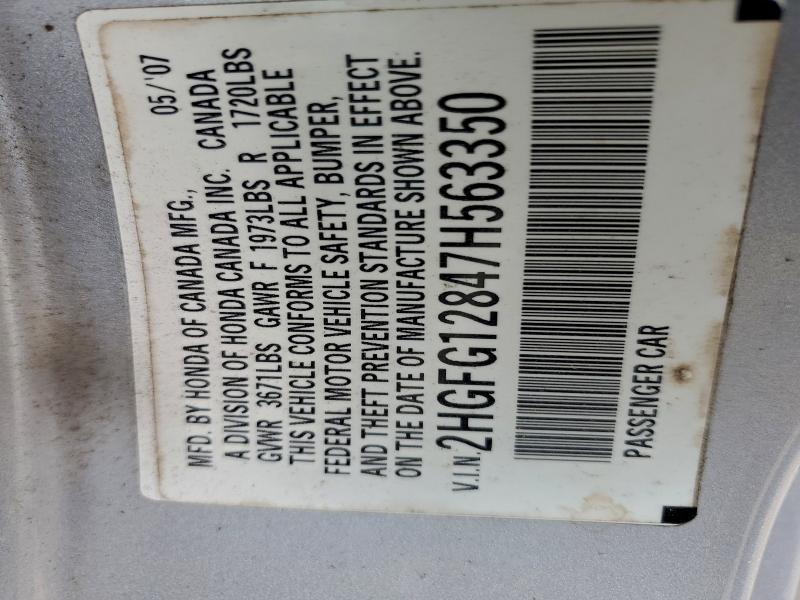 MFD. BY HONDA OF CANADA MFG., 05/'07
A DIVISION OF HONDA CANADA INC. CANADA
GVWR 3671LBS GAWR F 1973LBS R 1720LBS
THIS VEHICLE CONFORMS TO ALL APPLICABLE
FEDERAL MOTOR VEHICLE SAFETY, BUMPER,
AND THEFT PREVENTION STANDARDS IN EFFECT
ON THE DATE OF MANUFACTURE SHOWN ABOVE.
V.I.N. 2HGFG12847H563350
PASSENGER CAR